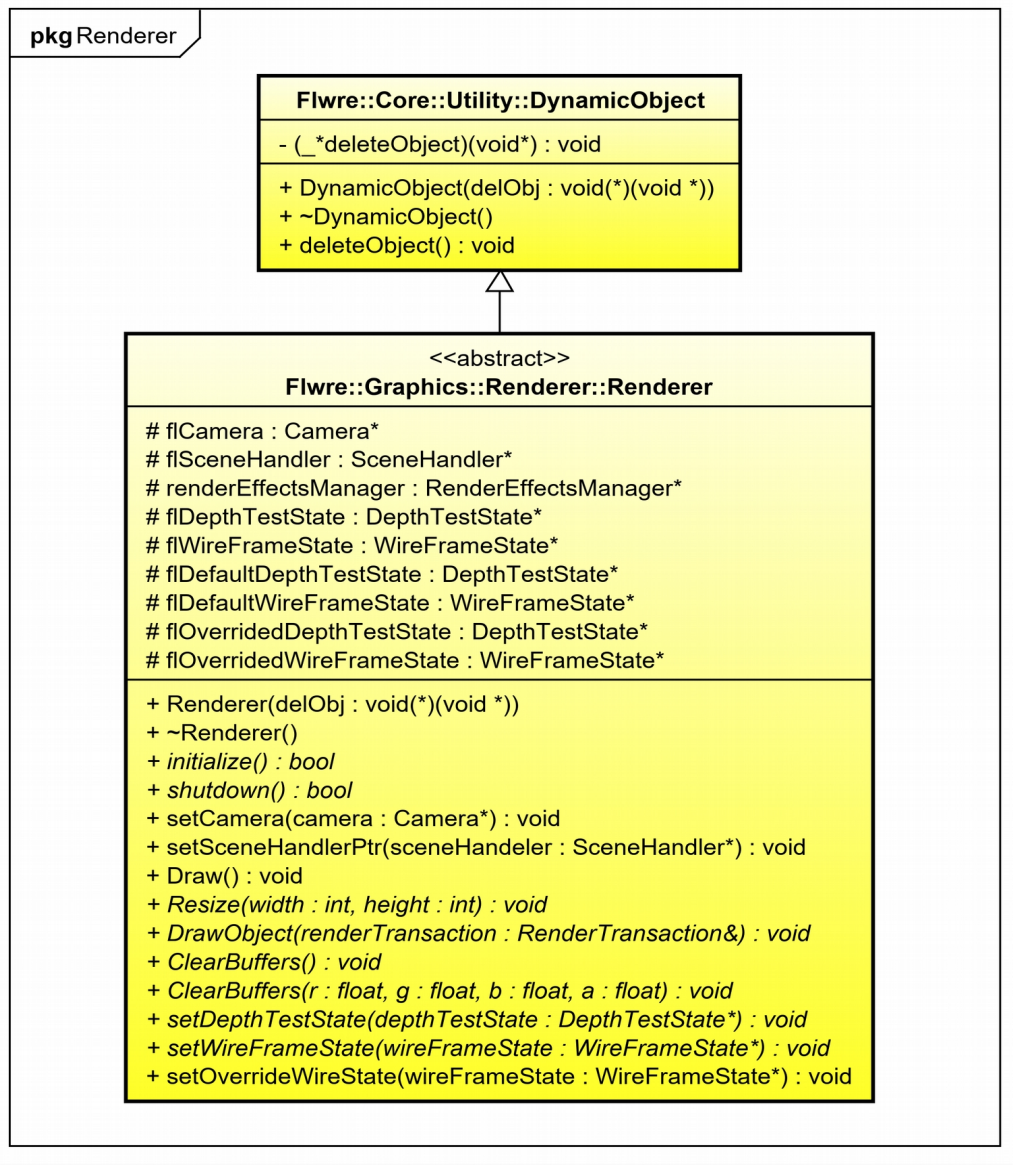 pkg Renderer
Flwre::Core::Utility::DynamicObject
- (_*deleteObject)(void*) : void
+ DynamicObject(delObj : void(*)(void *))
+ ~DynamicObject()
+ deleteObject() : void
<<abstract>>
Flwre::Graphics::Renderer::Renderer
# flCamera : Camera*
# flSceneHandler : SceneHandler*
# renderEffectsManager : RenderEffectsManager*
# flDepthTestState : DepthTestState*
# flWireFrameState : WireFrameState*
# flDefaultDepthTestState : DepthTestState*
# flDefaultWireFrameState : WireFrameState*
# flOverridedDepthTestState : DepthTestState*
# flOverridedWireFrameState : WireFrameState*
+ Renderer(delObj : void(*)(void *))
+ ~Renderer()
+ initialize() : bool
+ shutdown() : bool
+ setCamera(camera : Camera*) : void
+ setSceneHandlerPtr(sceneHandeler : SceneHandler*) : void
+ Draw() : void
+ Resize(width : int, height : int) : void
+ DrawObject(renderTransaction : RenderTransaction&) : void
+ ClearBuffers() : void
+ ClearBuffers(r : float, g : float, b : float, a : float) : void
+ setDepthTestState(depthTestState : DepthTestState*) : void
+ setWireFrameState(wireFrameState : WireFrameState*) : void
+ setOverrideWireState(wireFrameState : WireFrameState*) : void